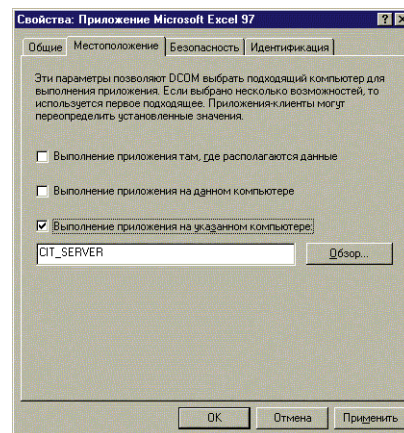 Свойства: Приложение Microsoft Excel 97
Общие Местоположение Безопасность Идентификация
Эти параметры позволяют DCOM выбрать подходящий компьютер для
выполнения приложения. Если выбрано несколько возможностей, то
используется первое подходящее. Приложения-клиенты могут
переопределить установленные значения.
Выполнение приложения там, где располагаются данные
Выполнение приложения на данном компьютере
Выполнение приложения на указанном компьютере:
CIT_SERVER Обзор...
OK Отмена Применить